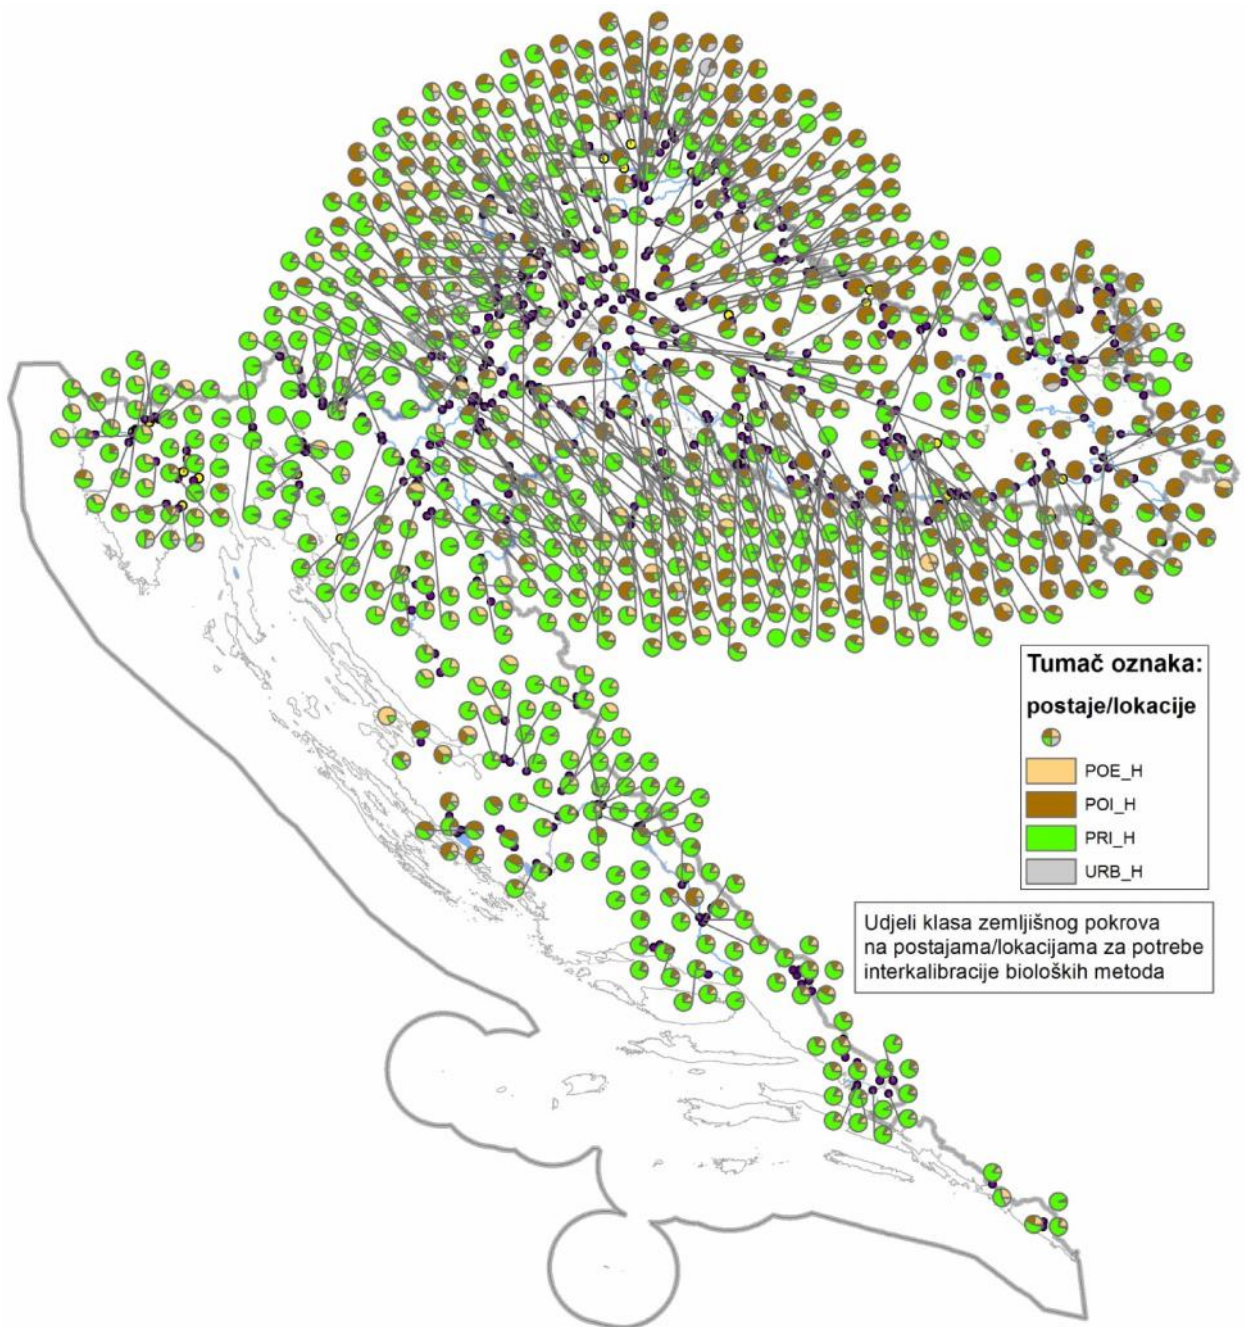 Tumač oznaka:
postaje/lokacije
POE_H
POI_H
PRI_H
URB_H
Udjeli klasa zemljišnog pokrova
na postajama/lokacijama za potrebe
interkalibracije bioloških metoda